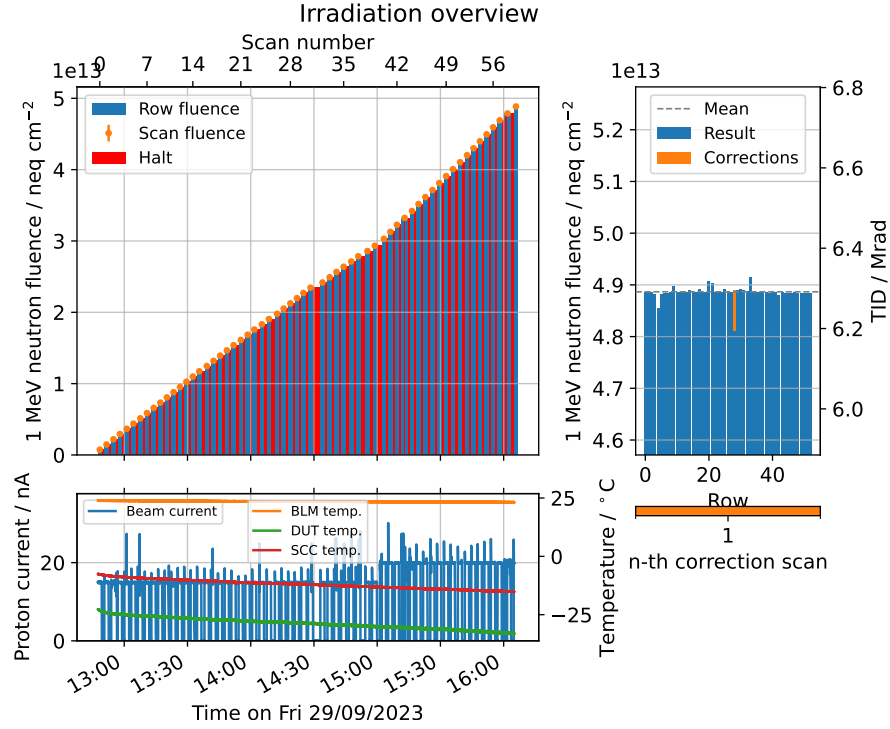 Irradiation overview
Scan number
0 7 14 21 28 35 42 49 56
1e13
1 MeV neutron fluence / neq cm⁻²
5
4
3
2
1
0
Row fluence
Scan fluence
Halt
1e13
1 MeV neutron fluence / neq cm⁻²
5.2
5.1
5.0
4.9
4.8
4.7
4.6
Mean
Result
Corrections
6.8
6.6
6.4
6.2
6.0
TID / Mrad
0 20 40
Row
1
n-th correction scan
Proton current / nA
20
0
Beam current
BLM temp.
DUT temp.
SCC temp.
25
0
−25
Temperature / °C
13:00 13:30 14:00 14:30 15:00 15:30 16:00
Time on Fri 29/09/2023